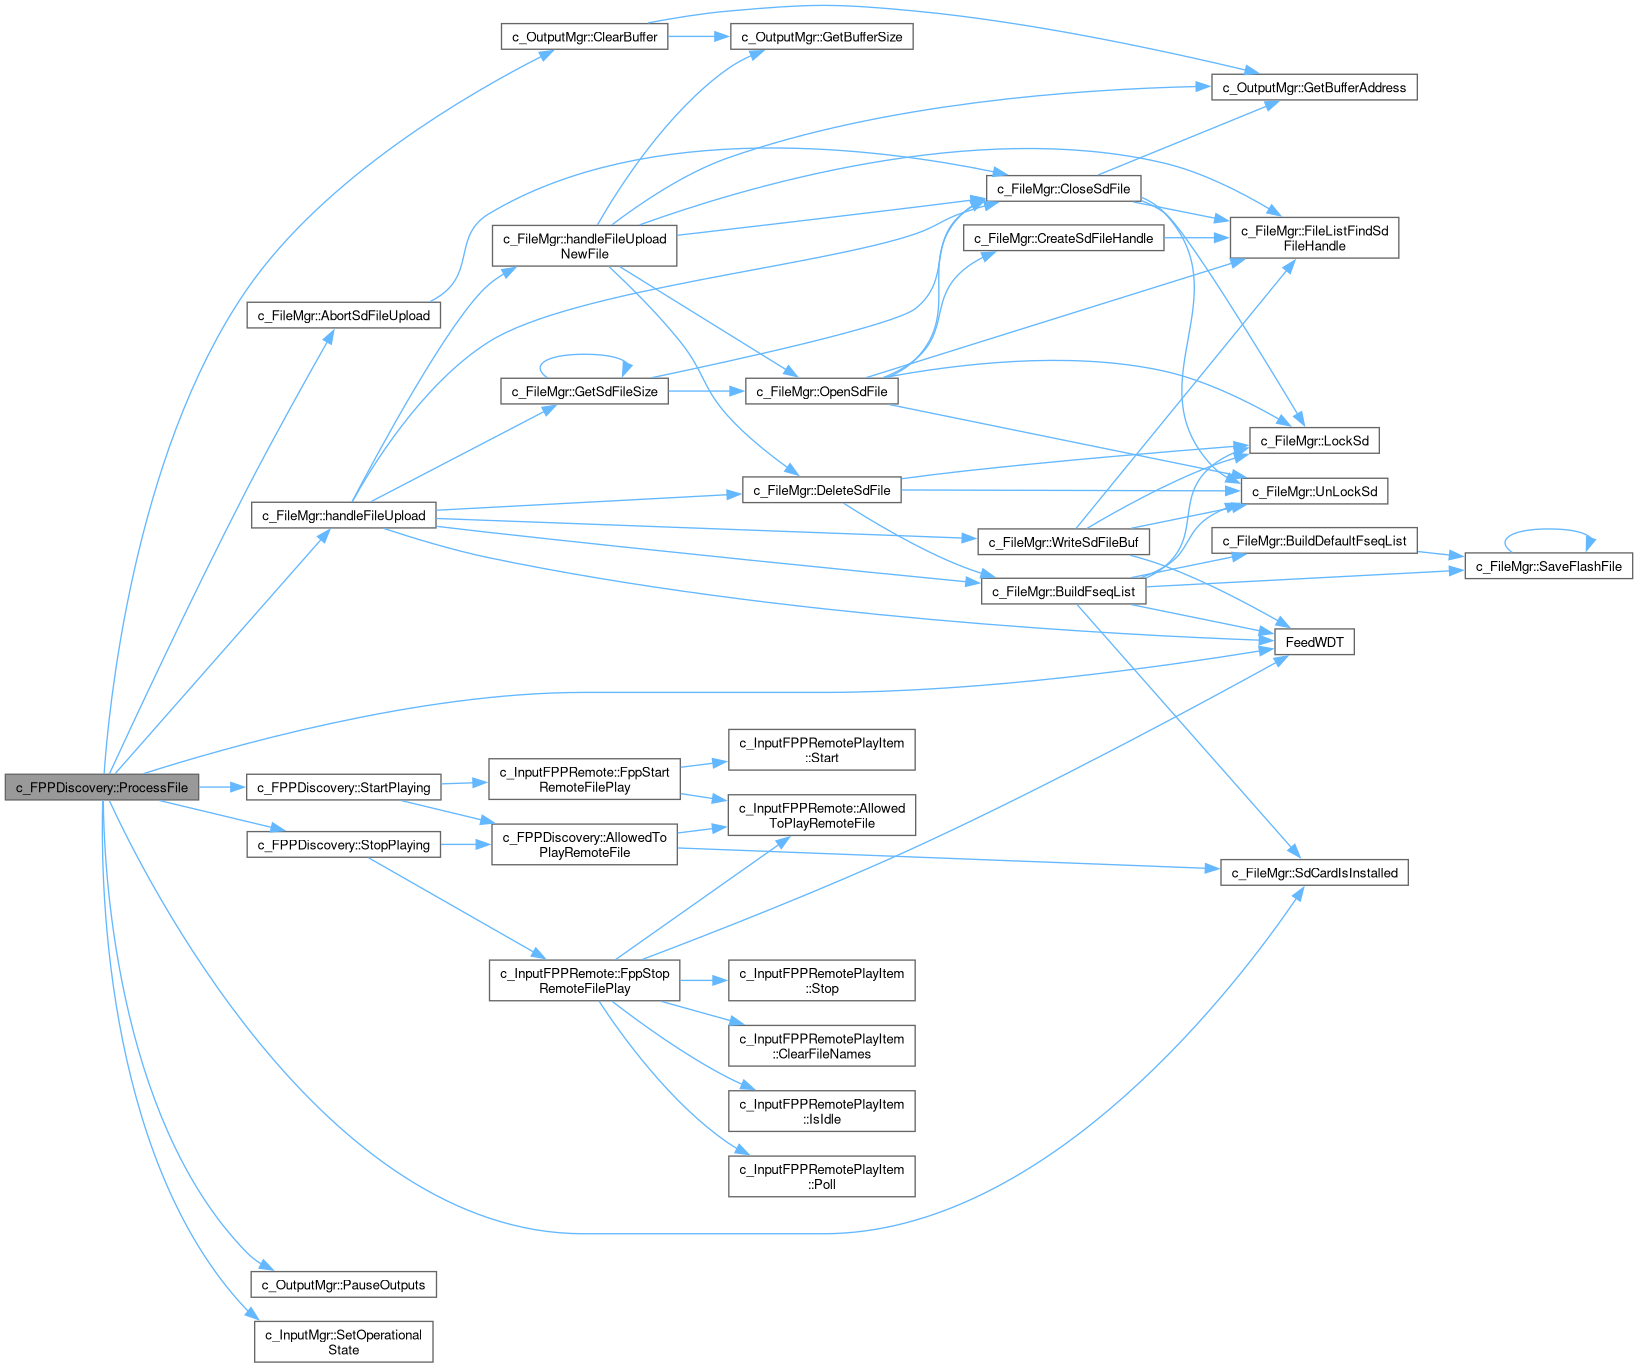 c_OutputMgr::ClearBuffer
c_OutputMgr::GetBufferSize
c_OutputMgr::GetBufferAddress
c_FileMgr::CloseSdFile
c_FileMgr::handleFileUpload
NewFile
c_FileMgr::CreateSdFileHandle
c_FileMgr::FileListFindSd
FileHandle
c_FileMgr::AbortSdFileUpload
c_FileMgr::GetSdFileSize
c_FileMgr::OpenSdFile
c_FileMgr::LockSd
c_FileMgr::DeleteSdFile
c_FileMgr::UnLockSd
c_FileMgr::handleFileUpload
c_FileMgr::WriteSdFileBuf
c_FileMgr::BuildDefaultFseqList
c_FileMgr::SaveFlashFile
c_FileMgr::BuildFseqList
FeedWDT
c_InputFPPRemotePlayItem
::Start
c_FPPDiscovery::ProcessFile
c_FPPDiscovery::StartPlaying
c_InputFPPRemote::FppStart
RemoteFilePlay
c_InputFPPRemote::Allowed
ToPlayRemoteFile
c_FPPDiscovery::StopPlaying
c_FPPDiscovery::AllowedTo
PlayRemoteFile
c_FileMgr::SdCardIsInstalled
c_InputFPPRemote::FppStop
RemoteFilePlay
c_InputFPPRemotePlayItem
::Stop
c_InputFPPRemotePlayItem
::ClearFileNames
c_InputFPPRemotePlayItem
::IsIdle
c_InputFPPRemotePlayItem
::Poll
c_OutputMgr::PauseOutputs
c_InputMgr::SetOperational
State